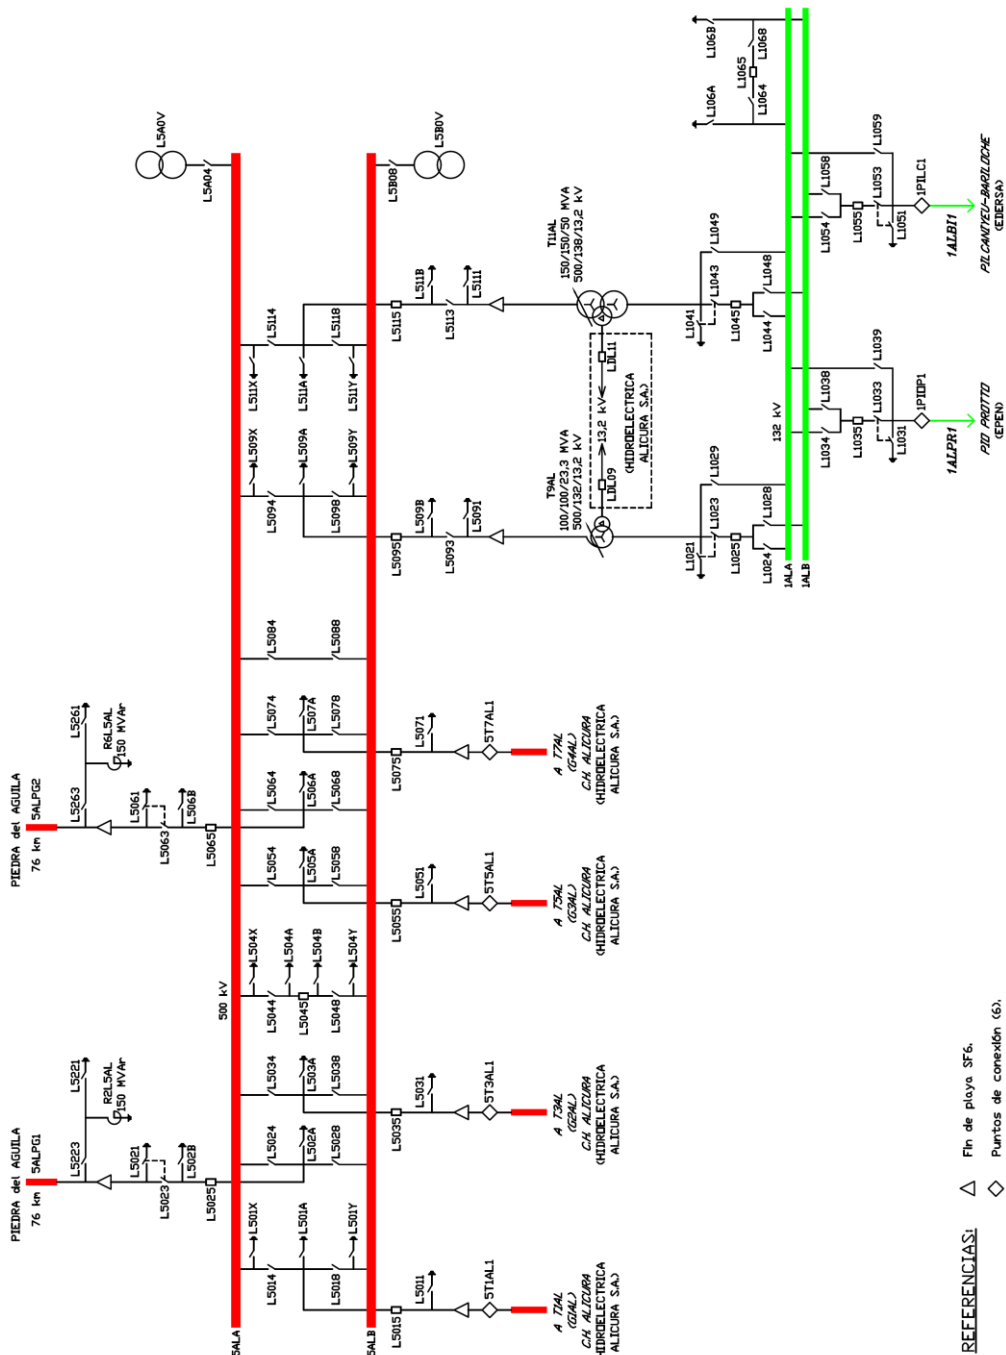 PIEDRA del AGUILA
76 km
5ALPG1
L5221
L5223
R2L5AL
150 MVAr
L5021
L5023
L502B
L5025
PIEDRA del AGUILA
76 km
5ALPG2
L5261
L5263
R6L5AL
150 MVAr
L5061
L5063
L506B
L5065
L5A0V
L5A04
L5B08
L5B0V
5ALA
500 kV
5ALB
L501X
L5014
L501A
L5018
L501Y
L5015
L5011
5T1AL1
A T1AL
(G1AL)
C.H. ALICURA
(HIDROELECTRICA
ALICURA S.A.)
L5024
L502A
L5028
L5034
L503A
L5038
L5035
L5031
5T3AL1
A T3AL
(G2AL)
C.H. ALICURA
(HIDROELECTRICA
ALICURA S.A.)
L504X
L5044
L504A
L5045
L504B
L5048
L504Y
L5054
L505A
L5058
L5055
L5051
5T5AL1
A T5AL
(G3AL)
C.H. ALICURA
(HIDROELECTRICA
ALICURA S.A.)
L5064
L506A
L5068
L5074
L507A
L5078
L5075
L5071
5T7AL1
A T7AL
(G4AL)
C.H. ALICURA
(HIDROELECTRICA
ALICURA S.A.)
L5084
L5088
L509X
L5094
L509A
L5098
L509Y
L5095
L509B
L5093
L5091
T9AL
100/100/23,3 MVA
500/132/13,2 kV
L511X
L5114
L511A
L5118
L511Y
L5115
L511B
L5113
L5111
T11AL
150/150/50 MVA
500/138/13,2 kV
LDL09
13,2 kV
LDL11
(HIDROELECTRICA
ALICURA S.A.)
L1021
L1029
L1023
L1025
L1024
L1028
L1041
L1049
L1043
L1045
L1044
L1048
1ALA
1ALB
132 kV
L106A
L1064
L1065
L1068
L106B
L1034
L1038
L1039
L1035
L1033
L1031
1PIDP1
1ALPR1
PIO PROTTO
(EPEN)
L1054
L1058
L1059
L1055
L1053
L1051
1PILC1
1ALBI1
PILCANIYEU-BARILOCHE
(EDERSA)
REFERENCIAS:
Fin de playa SF6.
Puntos de conexión (6).